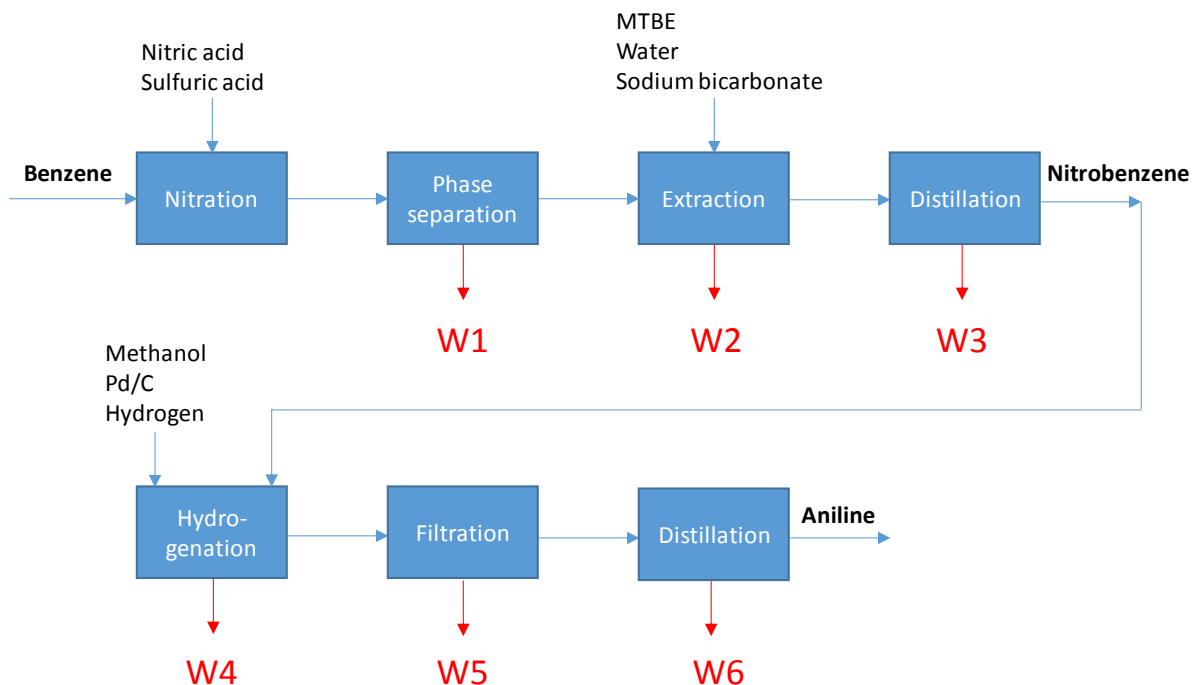 Nitric acid
Sulfuric acid
MTBE
Water
Sodium bicarbonate
Benzene
Nitration
Phase
separation
Extraction
Distillation
Nitrobenzene
W1
W2
W3
Methanol
Pd/C
Hydrogen
Hydro-
genation
Filtration
Distillation
Aniline
W4
W5
W6